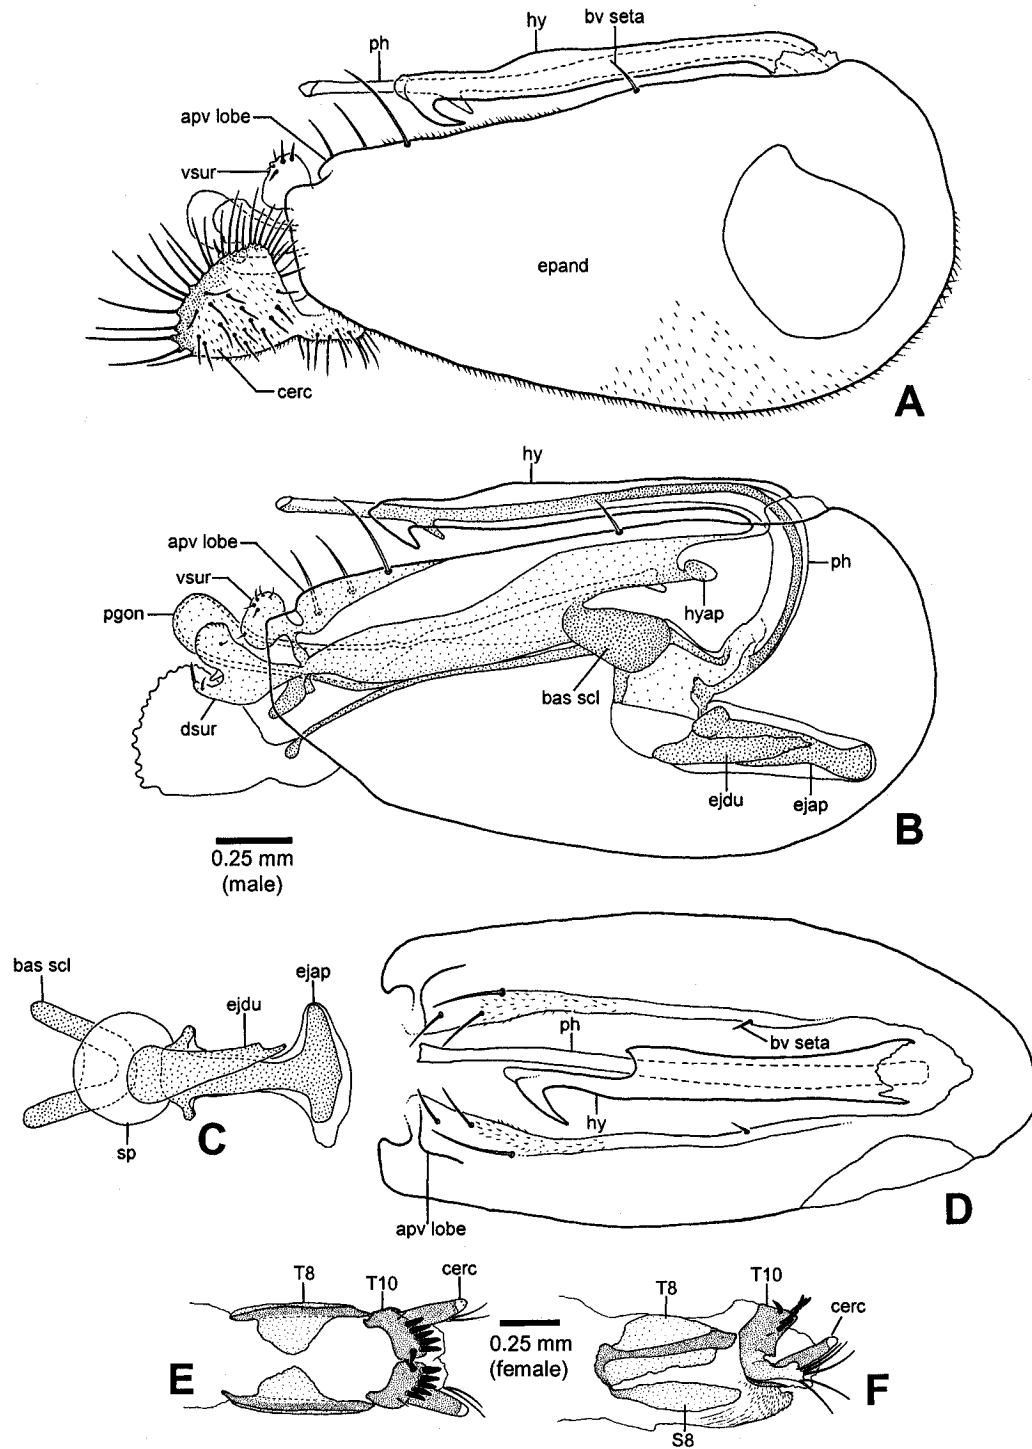 hy
bv seta
ph
apv lobe
vsur
epand
cerc
A
hy
apv lobe
vsur
pgon
ph
hyap
bas scl
dsur
ejdu
ejap
B
0.25 mm
(male)
bas scl
ejap
ejdu
sp
C
ph
bv seta
hy
apv lobe
D
T8
T10
cerc
E
0.25 mm
(female)
T8
T10
cerc
S8
F